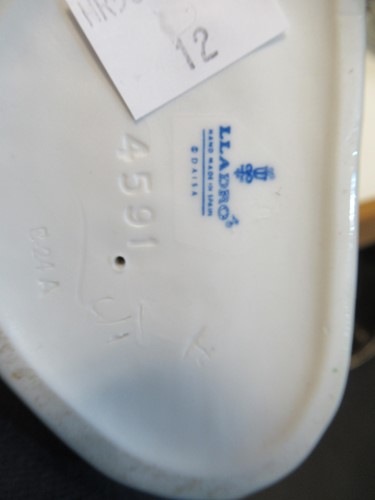 12
LLADRÓ
HAND MADE IN SPAIN
© DAISA
4591